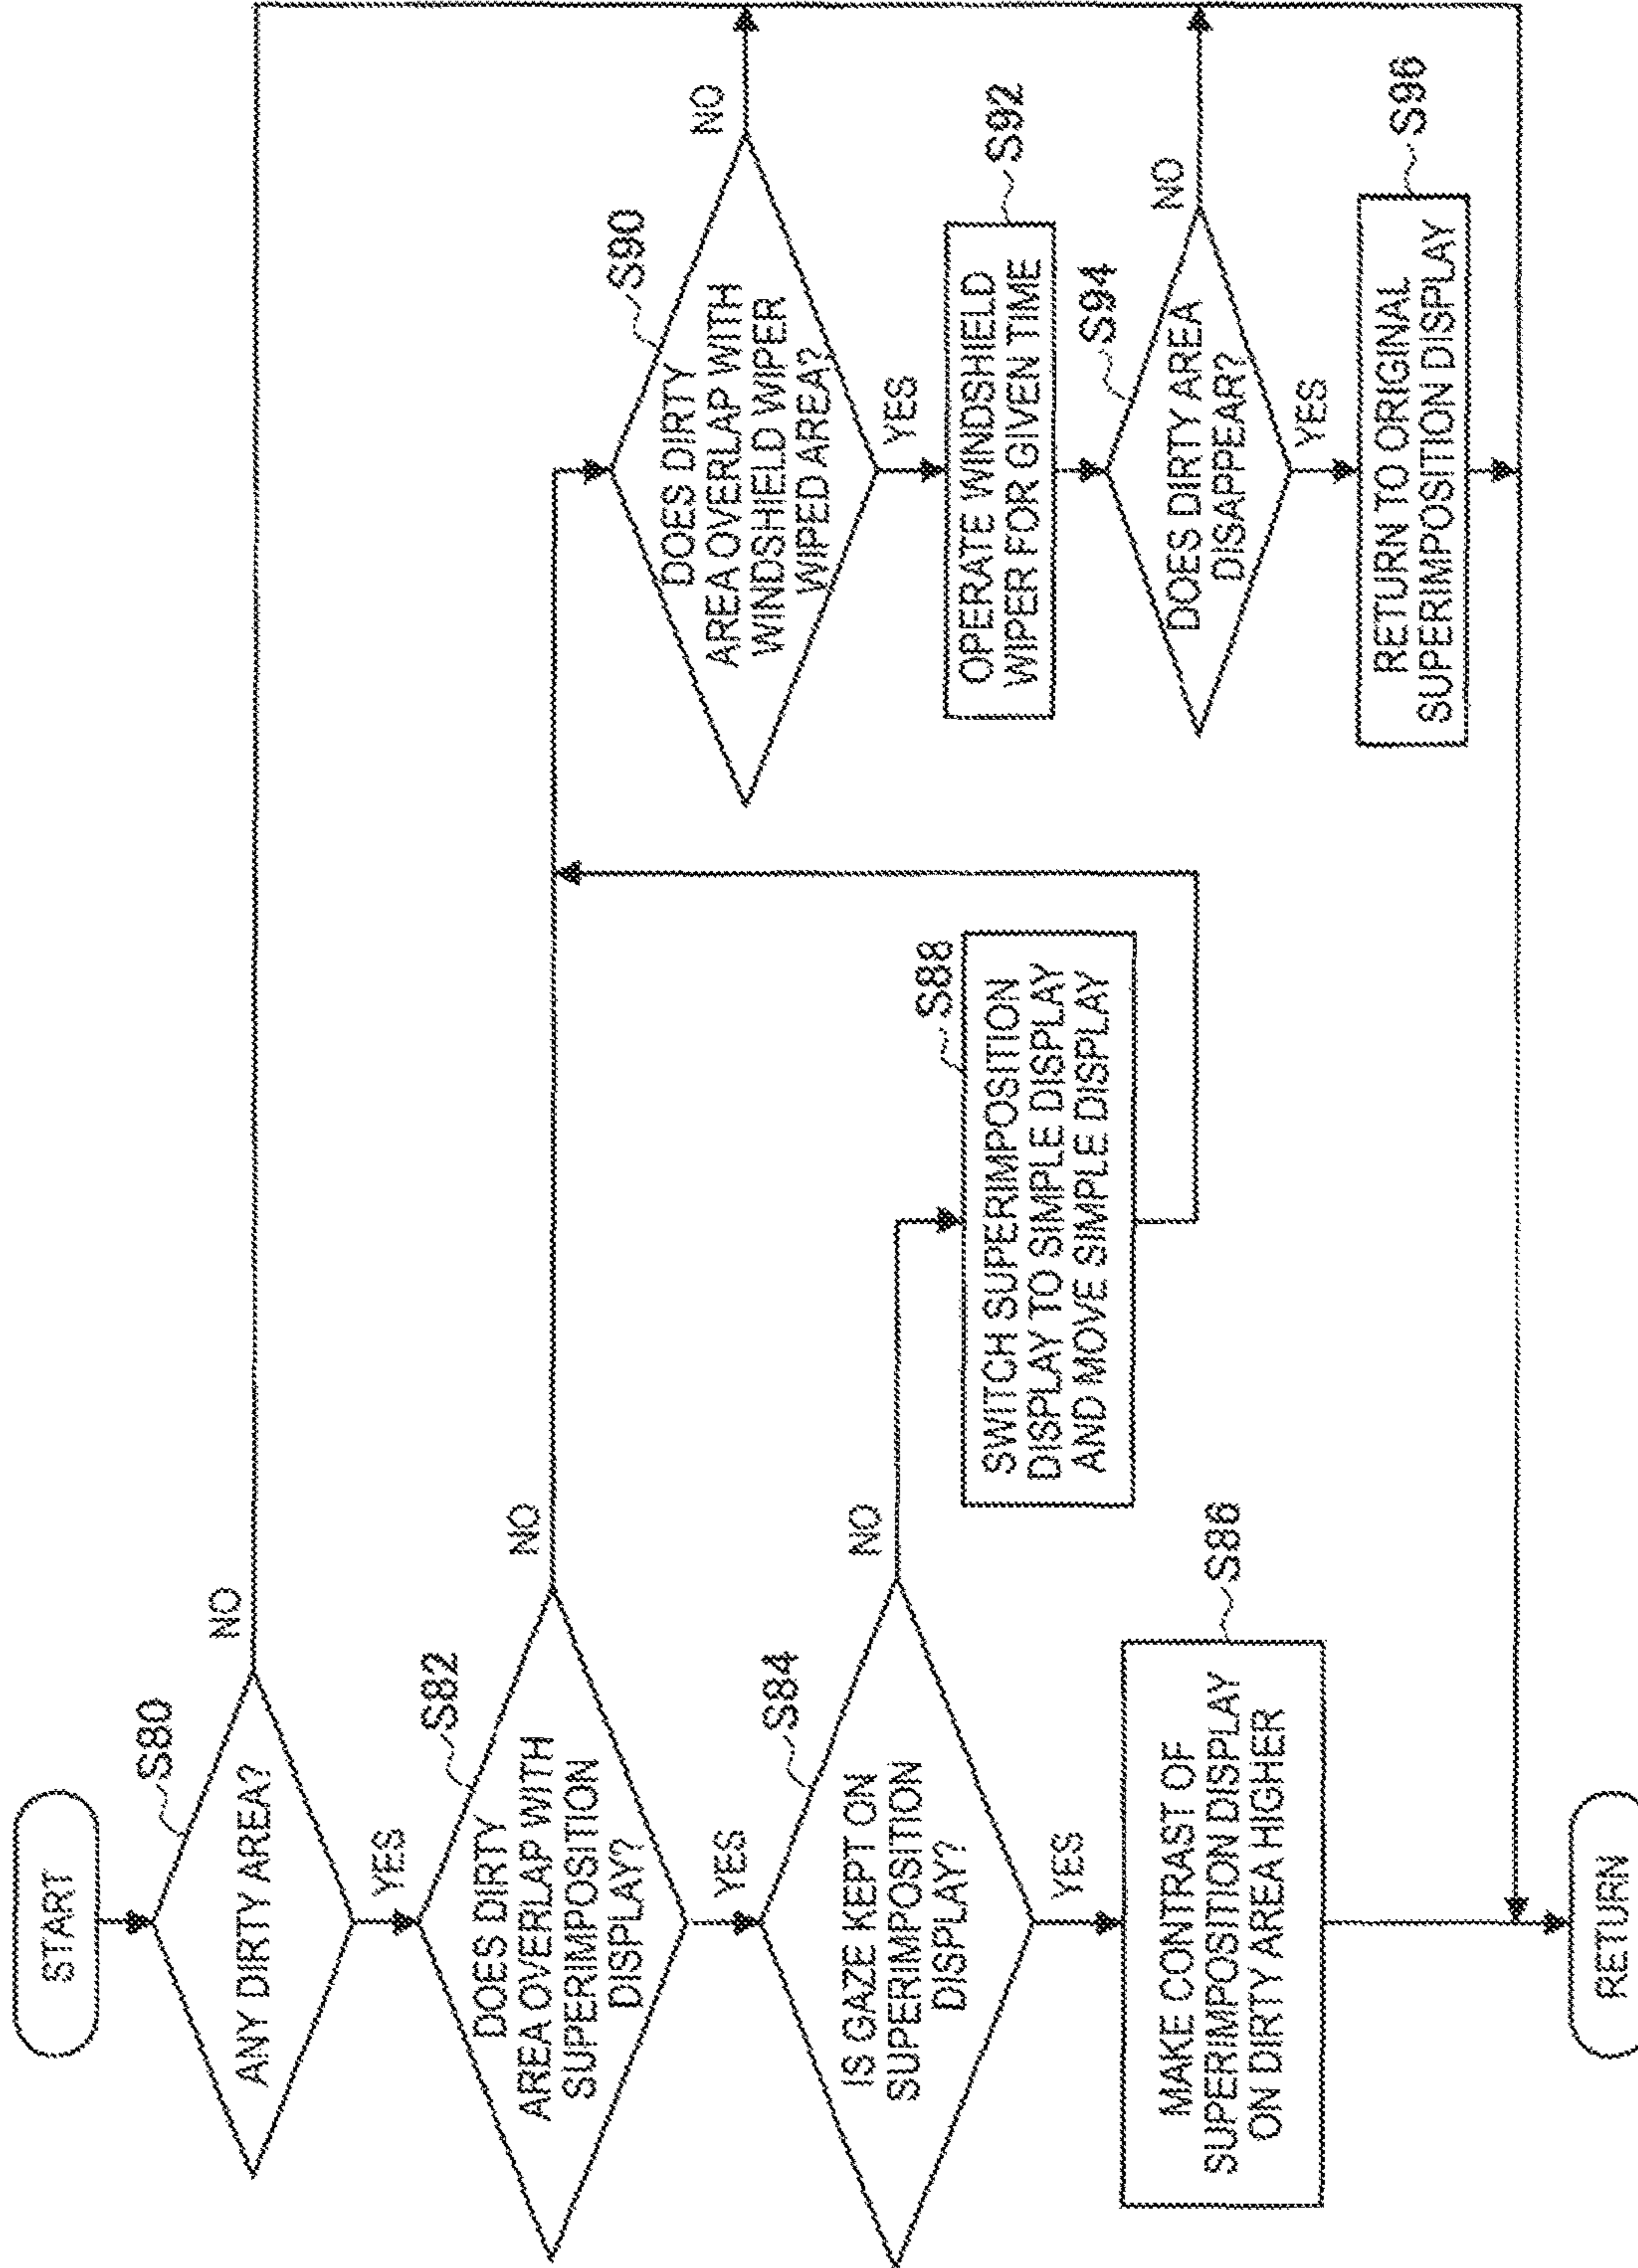 START
S80
ANY DIRTY AREA?
NO
YES
S82
DOES DIRTY
AREA OVERLAP WITH
SUPERIMPOSITION
DISPLAY?
NO
YES
S84
IS GAZE KEPT ON
SUPERIMPOSITION
DISPLAY?
NO
YES
S86
MAKE CONTRAST OF
SUPERIMPOSITION DISPLAY
ON DIRTY AREA HIGHER
S88
SWITCH SUPERIMPOSITION
DISPLAY TO SIMPLE DISPLAY
AND MOVE SIMPLE DISPLAY
S90
DOES DIRTY
AREA OVERLAP WITH
WINDSHIELD WIPER
WIPED AREA?
NO
YES
S92
OPERATE WINDSHIELD
WIPER FOR GIVEN TIME
S94
DOES DIRTY AREA
DISAPPEAR?
NO
YES
S96
RETURN TO ORIGINAL
SUPERIMPOSITION DISPLAY
RETURN